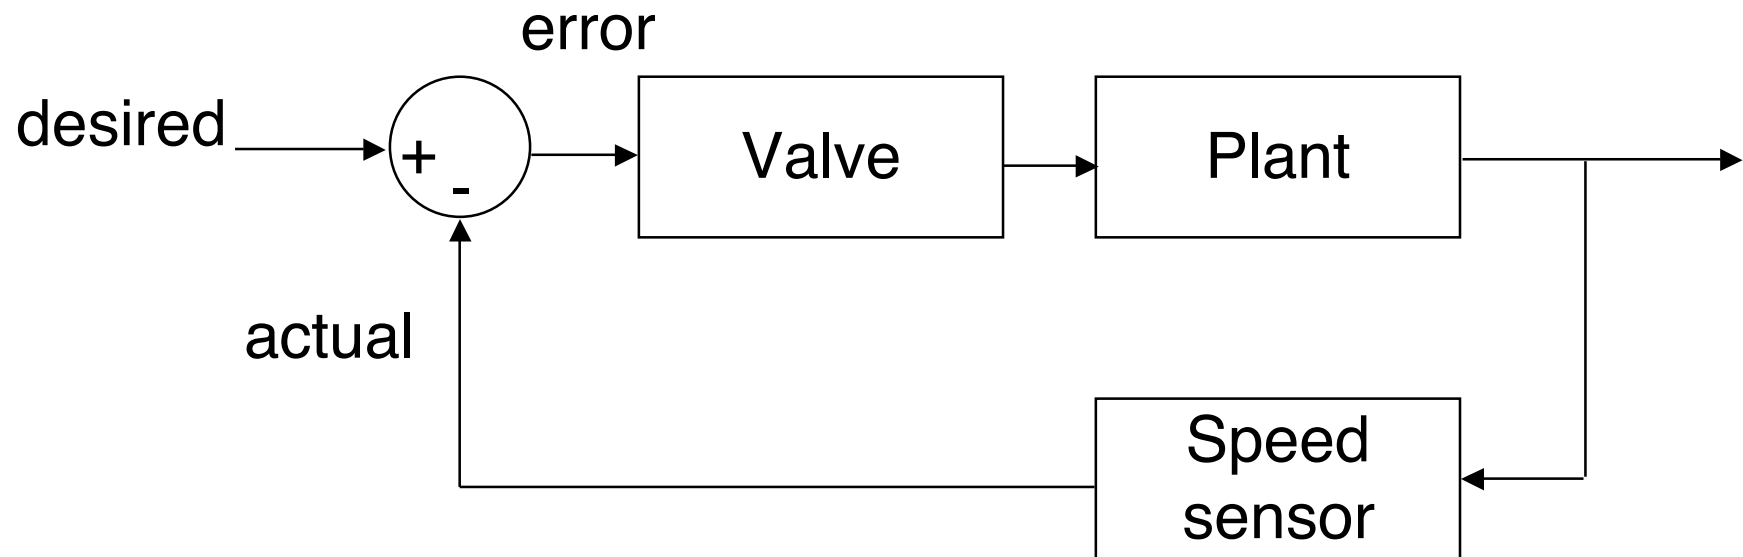 error
desired
+
-
Valve
Plant
actual
Speed
sensor